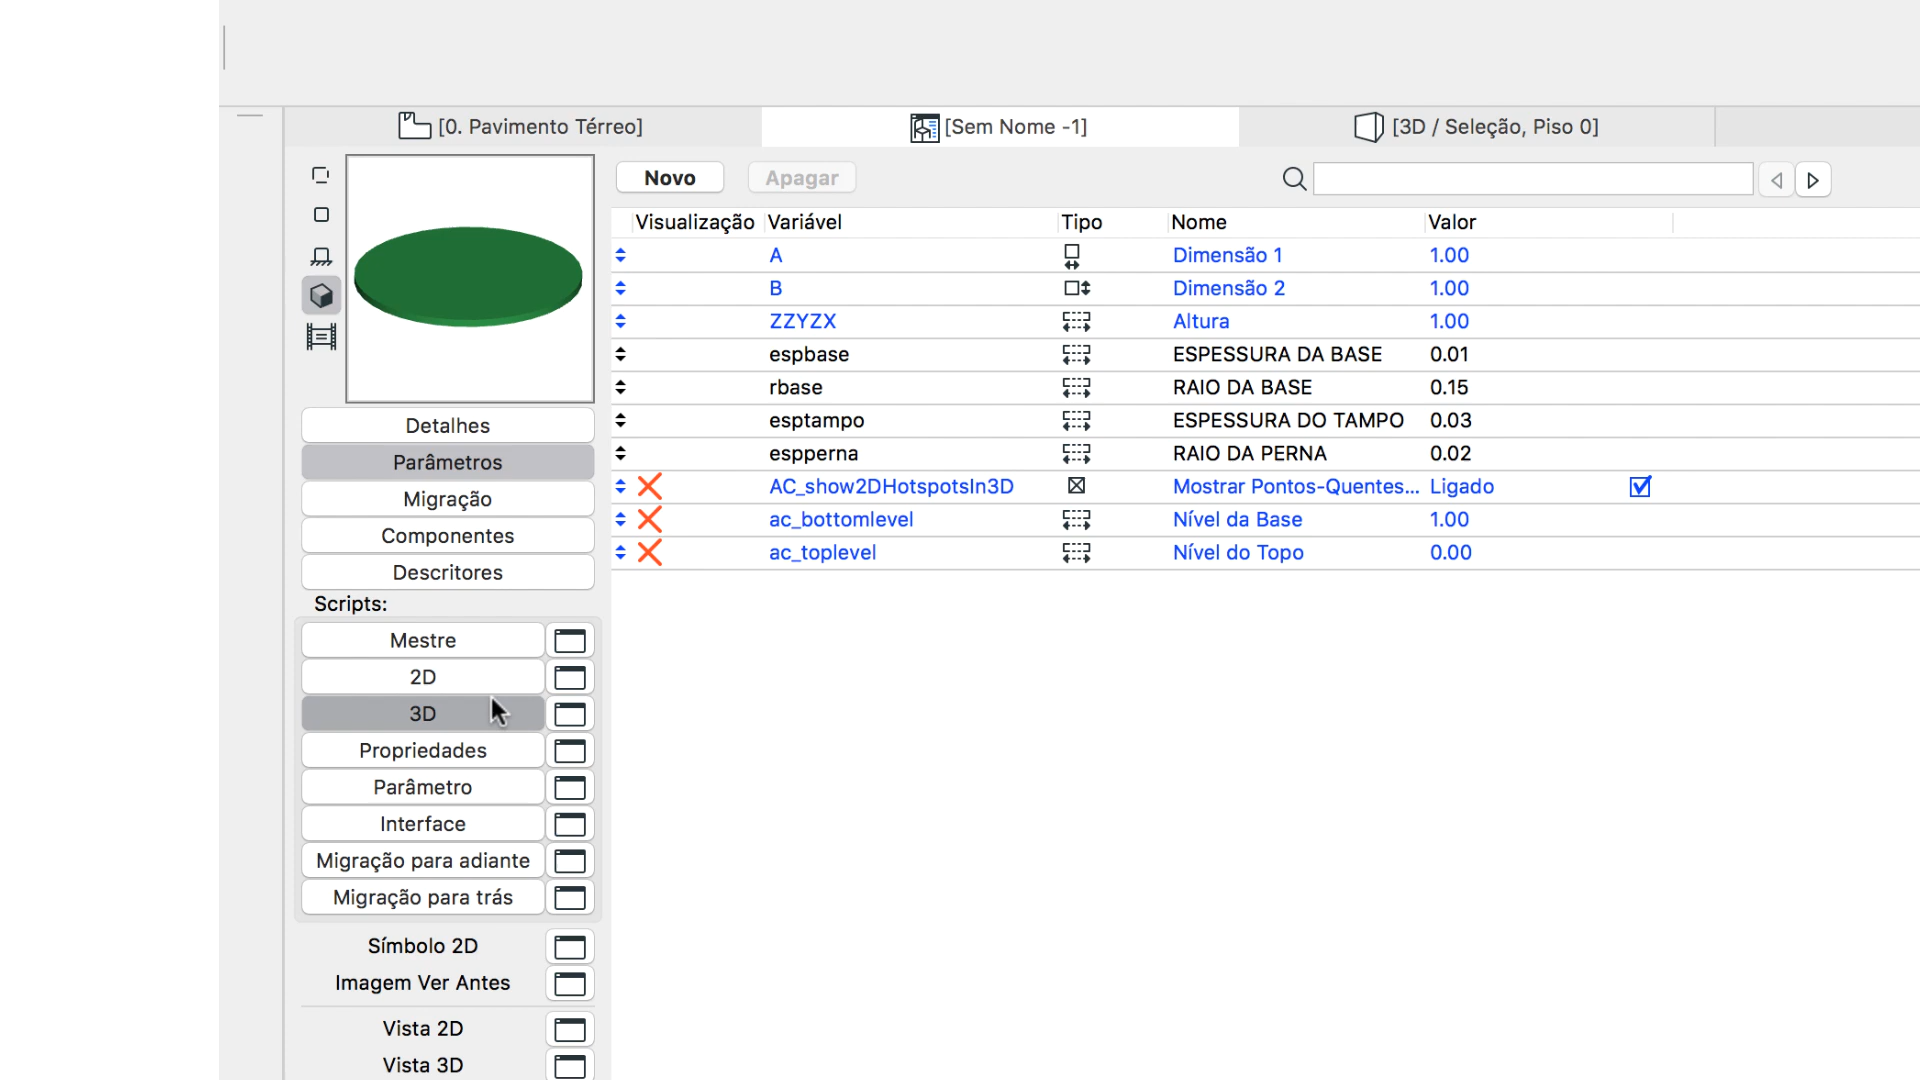 [0. Pavimento Térreo] [Sem Nome -1] [3D / Seleção, Piso 0]
Novo Apagar
Visualização Variável Tipo Nome Valor
A Dimensão 1 1.00
B Dimensão 2 1.00
ZZYZX Altura 1.00
espbase ESPESSURA DA BASE 0.01
rbase RAIO DA BASE 0.15
esptampo ESPESSURA DO TAMPO 0.03
espperna RAIO DA PERNA 0.02
AC_show2DHotspotsIn3D Mostrar Pontos-Quentes... Ligado
ac_bottomlevel Nível da Base 1.00
ac_toplevel Nível do Topo 0.00
Detalhes
Parâmetros
Migração
Componentes
Descritores
Scripts:
Mestre
2D
3D
Propriedades
Parâmetro
Interface
Migração para adiante
Migração para trás
Símbolo 2D
Imagem Ver Antes
Vista 2D
Vista 3D